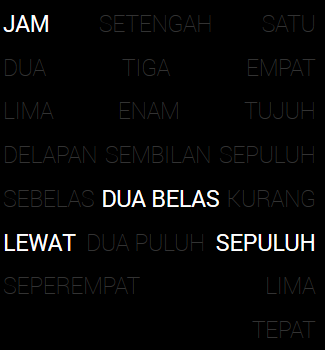 JAM SETENGAH SATU
DUA TIGA EMPAT
LIMA ENAM TUJUH
DELAPAN SEMBILAN SEPULUH
SEBELAS DUA BELAS KURANG
LEWAT DUA PULUH SEPULUH
SEPEREMPAT LIMA
TEPAT